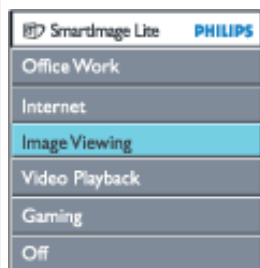 SmartImage Lite PHILIPS
Office Work
Internet
Image Viewing
Video Playback
Gaming
Off